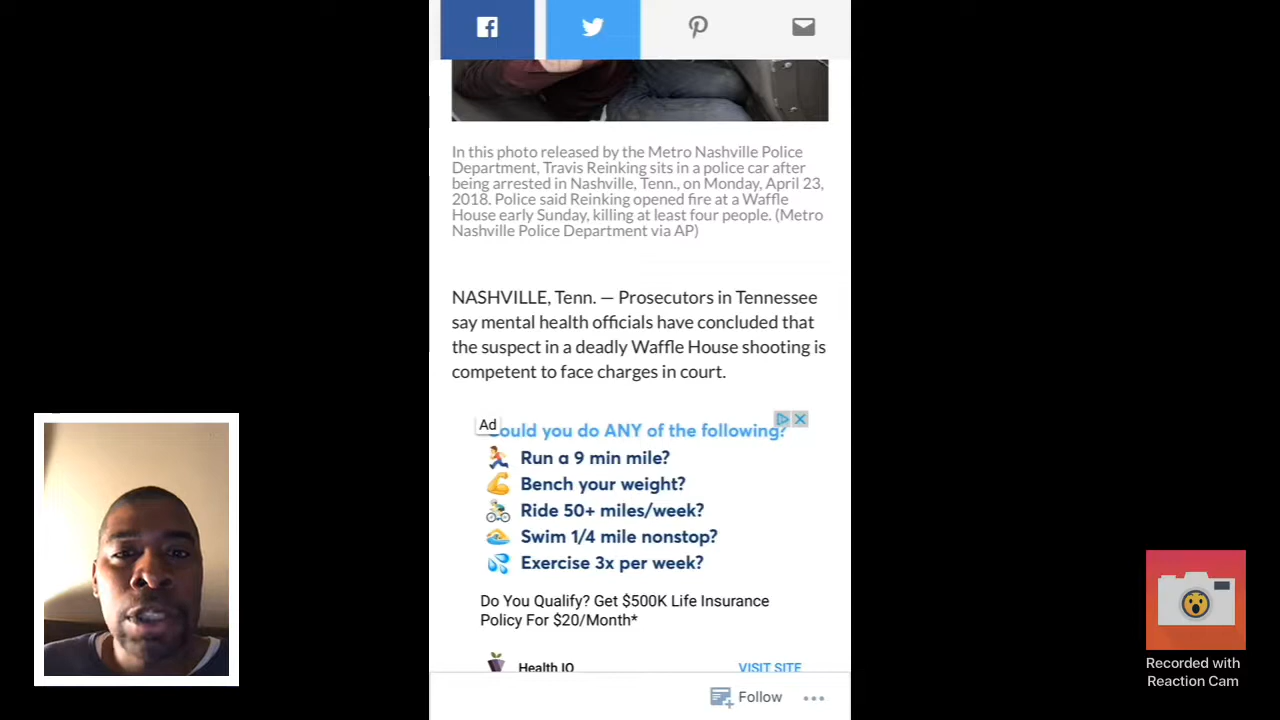 In this photo released by the Metro Nashville Police
Department, Travis Reinking sits in a police car after
being arrested in Nashville, Tenn., on Monday, April 23,
2018. Police said Reinking opened fire at a Waffle
House early Sunday, killing at least four people. (Metro
Nashville Police Department via AP)
NASHVILLE, Tenn. — Prosecutors in Tennessee
say mental health officials have concluded that
the suspect in a deadly Waffle House shooting is
competent to face charges in court.
Ad
ould you do ANY of the following?
Run a 9 min mile?
Bench your weight?
Ride 50+ miles/week?
Swim 1/4 mile nonstop?
Exercise 3x per week?
Do You Qualify? Get $500K Life Insurance
Policy For $20/Month*
Health IQ
VISIT SITE
Follow
Recorded with
Reaction Cam